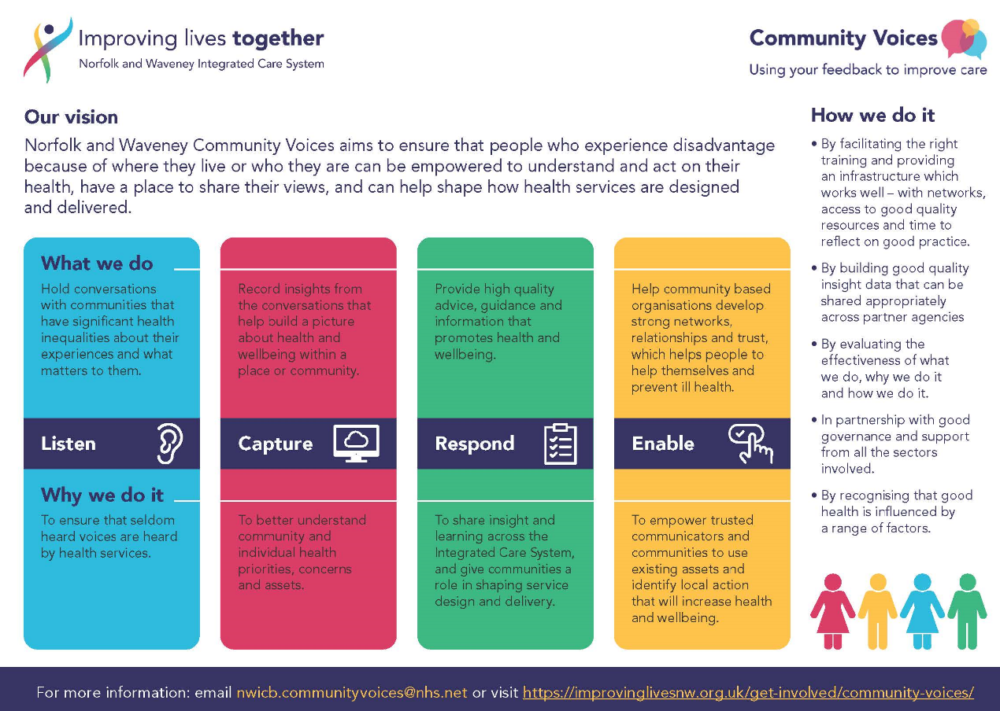 Improving lives together
Norfolk and Waveney Integrated Care System
Community Voices
Using your feedback to improve care
Our vision
Norfolk and Waveney Community Voices aims to ensure that people who experience disadvantage
because of where they live or who they are can be empowered to understand and act on their
health, have a place to share their views, and can help shape how health services are designed
and delivered.
What we do
Hold conversations
with communities that
have significant health
inequalities about their
experiences and what
matters to them.
Listen
Why we do it
To ensure that seldom
heard voices are heard
by health services.
Record insights from
the conversations that
help build a picture
about health and
wellbeing within a
place or community.
Capture
To better understand
community and
individual health
priorities, concerns
and assets.
Provide high quality
advice, guidance and
information that
promotes health and
wellbeing.
Respond
To share insight and
learning across the
Integrated Care System,
and give communities a
role in shaping service
design and delivery.
Help community based
organisations develop
strong networks,
relationships and trust,
which helps people to
help themselves and
prevent ill health.
Enable
To empower trusted
communicators and
communities to use
existing assets and
identify local action
that will increase health
and wellbeing.
How we do it
• By facilitating the right
training and providing
an infrastructure which
works well – with networks,
access to good quality
resources and time to
reflect on good practice.
• By building good quality
insight data that can be
shared appropriately
across partner agencies
• By evaluating the
effectiveness of what
we do, why we do it
and how we do it.
• In partnership with good
governance and support
from all the sectors
involved.
• By recognising that good
health is influenced by
a range of factors.
For more information: email nwicb.communityvoices@nhs.net or visit https://improvinglivesnw.org.uk/get-involved/community-voices/